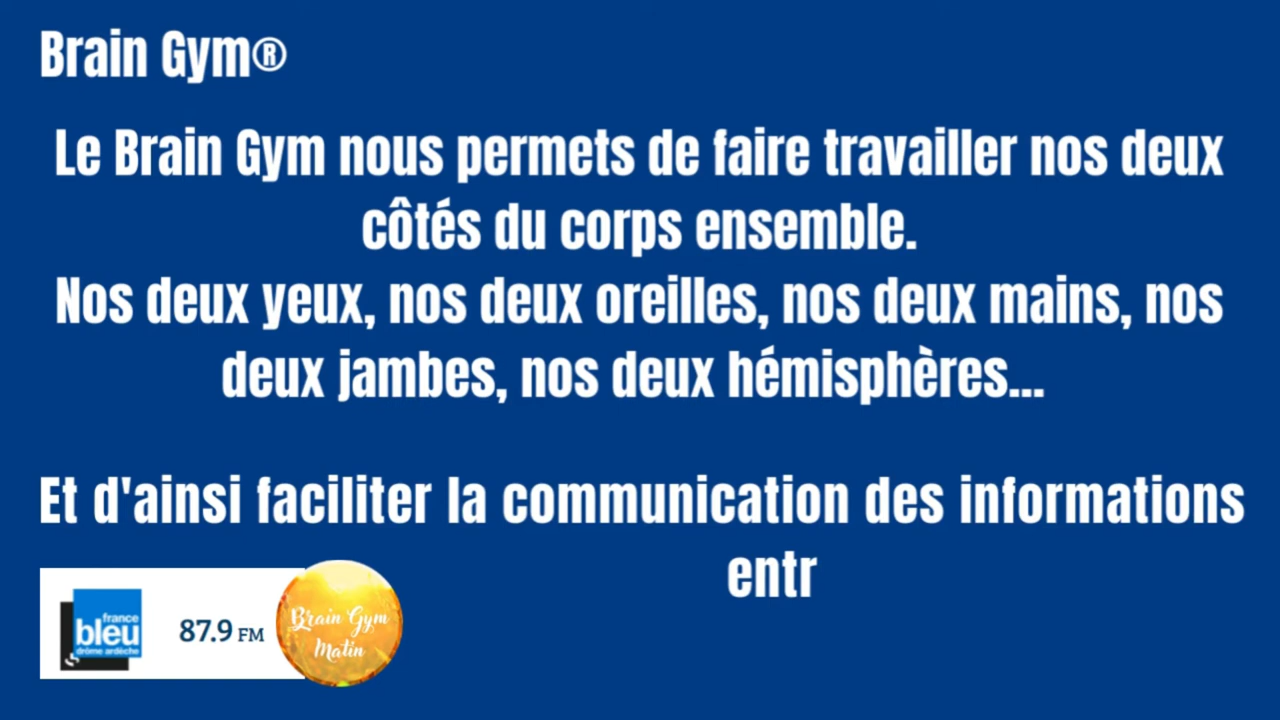 Brain Gym®
Le Brain Gym nous permets de faire travailler nos deux
côtés du corps ensemble.
Nos deux yeux, nos deux oreilles, nos deux mains, nos
deux jambes, nos deux hémisphères...
Et d'ainsi faciliter la communication des informations
entr
france
bleu
drôme ardèche
87.9 FM
Brain Gym
Matin